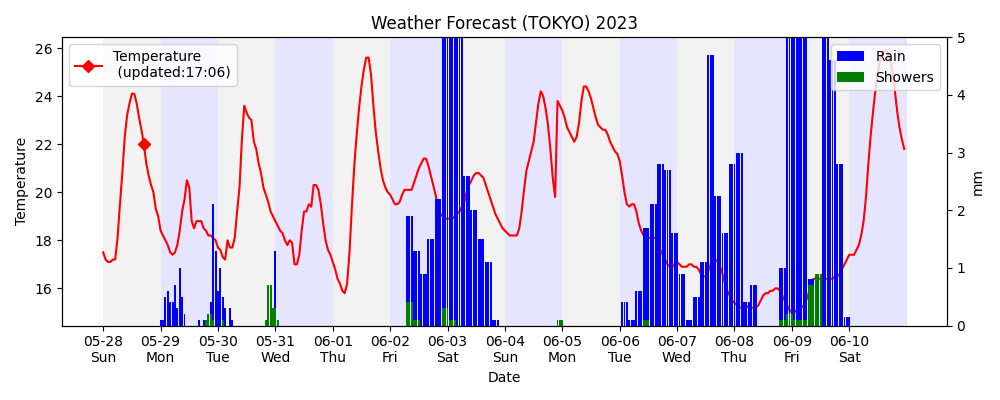 Weather Forecast (TOKYO) 2023
Temperature
(updated:17:06)
Rain
Showers
26
24
22
20
18
16
Temperature
5
4
3
2
1
0
mm
05-28 05-29 05-30 05-31 06-01 06-02 06-03 06-04 06-05 06-06 06-07 06-08 06-09 06-10
Sun Mon Tue Wed Thu Fri Sat Sun Mon Tue Wed Thu Fri Sat
Date